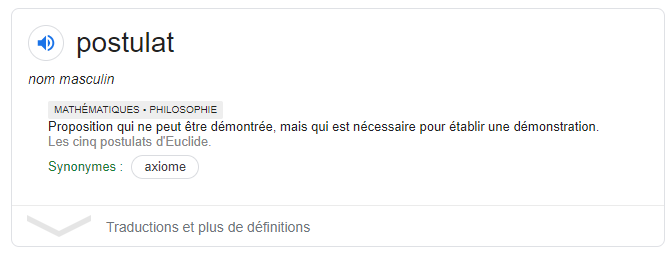 postulat
nom masculin
MATHÉMATIQUES • PHILOSOPHIE
Proposition qui ne peut être démontrée, mais qui est nécessaire pour établir une démonstration.
Les cinq postulats d'Euclide.
Synonymes : axiome
Traductions et plus de définitions